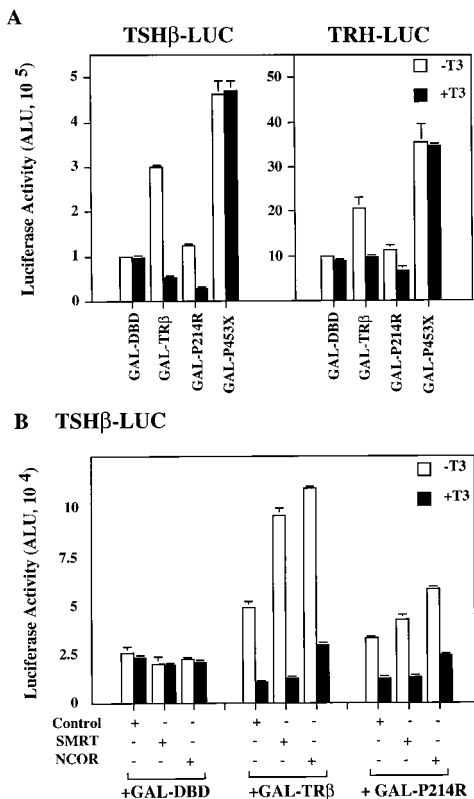 A
TSHβ-LUC
TRH-LUC
Luciferase Activity (ALU, 10 5)
5
4
3
2
1
0
50
40
30
20
10
-T3
+T3
GAL-DBD
GAL-TRβ
GAL-P214R
GAL-P453X
GAL-DBD
GAL-TRβ
GAL-P214R
GAL-P453X
B TSHβ-LUC
Luciferase Activity (ALU, 10 4)
10
7.5
5
2.5
0
-T3
+T3
Control + - - + - - + - -
SMRT - + - - + - - + -
NCOR - - + - - + - - +
+GAL-DBD +GAL-TRβ + GAL-P214R